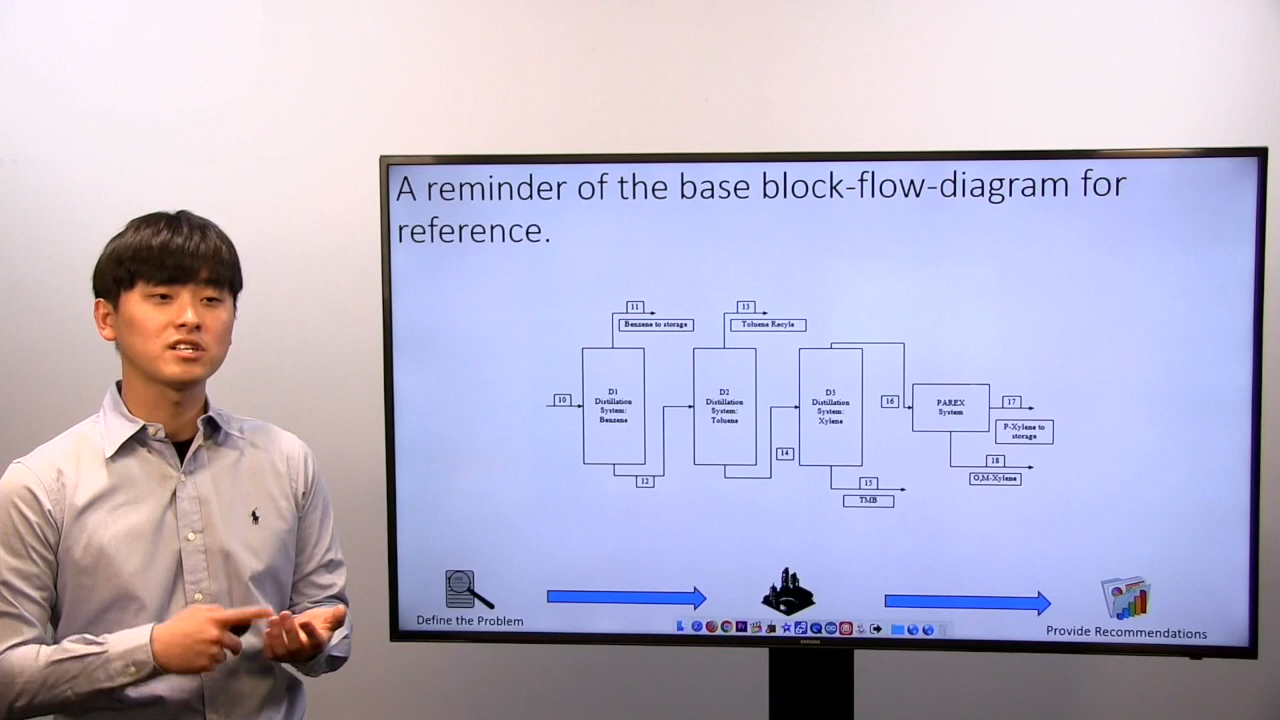 A reminder of the base block-flow-diagram for
reference.
11
Benzene to storage
13
Toluene Recyle
10
D1
Distillation
System:
Benzene
D2
Distillation
System:
Toluene
D3
Distillation
System:
Xylene
16
PAREX
System
17
P-Xylene to
storage
12
14
15
TMB
18
O,M-Xylene
Define the Problem
Provide Recommendations
SAMSUNG